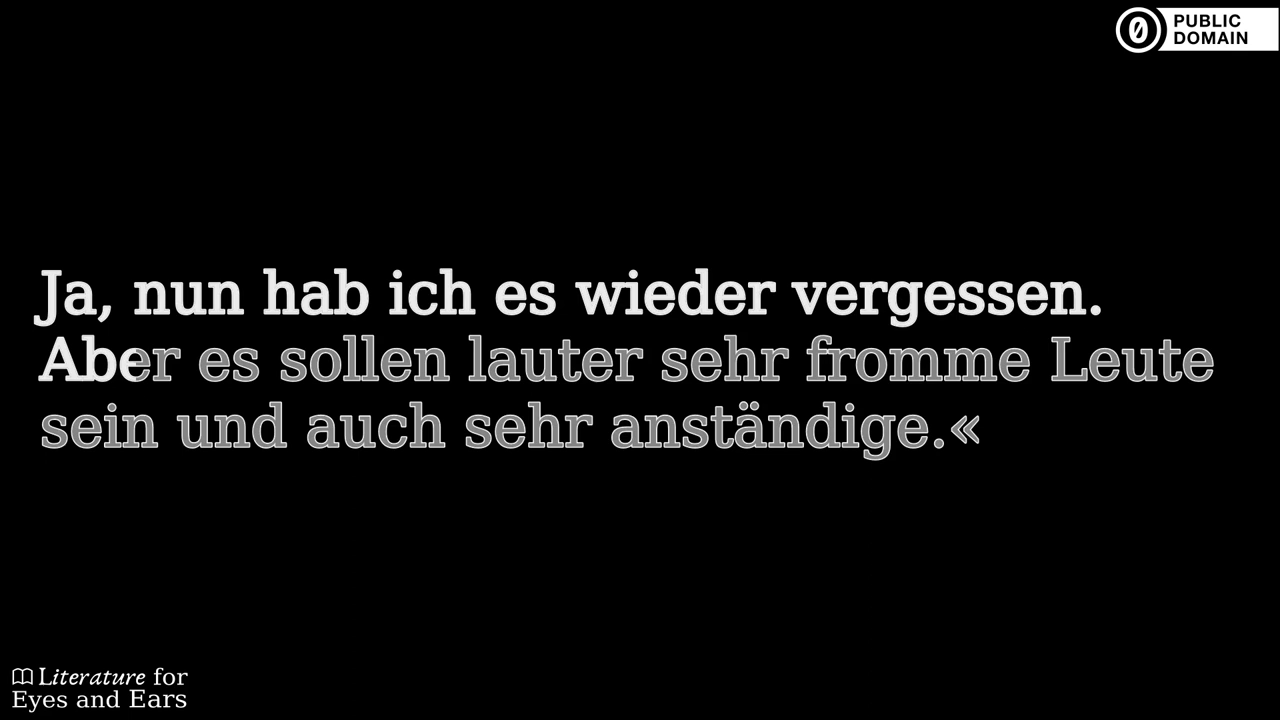 PUBLIC
DOMAIN
Ja, nun hab ich es wieder vergessen.
Aber es sollen lauter sehr fromme Leute
sein und auch sehr anständige.«
Literature for
Eyes and Ears